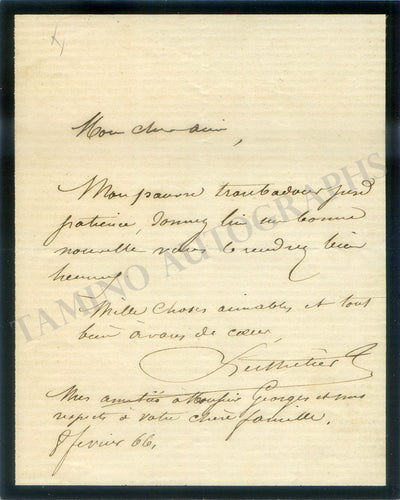 Mon cher ami,
Mon pauvre troubadour perd
patience, donnez lui une bonne
nouvelle vous le rendrez bien
heureux
Mille choses aimables et tout
bien à vous de cœur,
Mes amitiés à Monsieur Georges et mes
respects à votre chère famille.
8 fevrier 66,
TAMINO AUTOGRAPHS